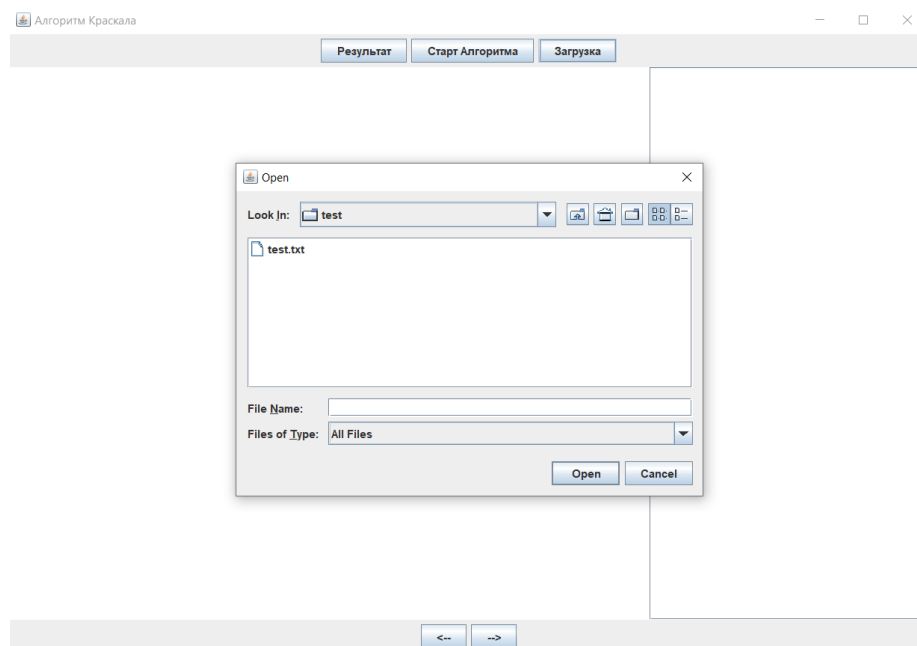 Алгоритм Краскала
Результат Старт Алгоритма Загрузка
Open
Look In: test
test.txt
File Name:
Files of Type: All Files
Open Cancel
<-- -->